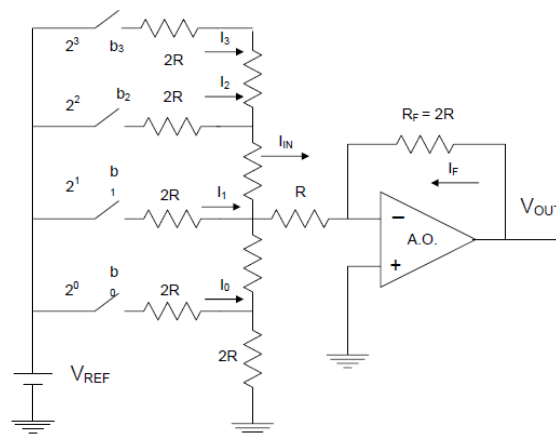 2³ b₃ 2R I₃
2² b₂ 2R I₂
I_IN
R_F = 2R
I_F
2¹ b 1 2R I₁ R
A.O.
V_OUT
2⁰ b 0 2R I₀
2R
V_REF